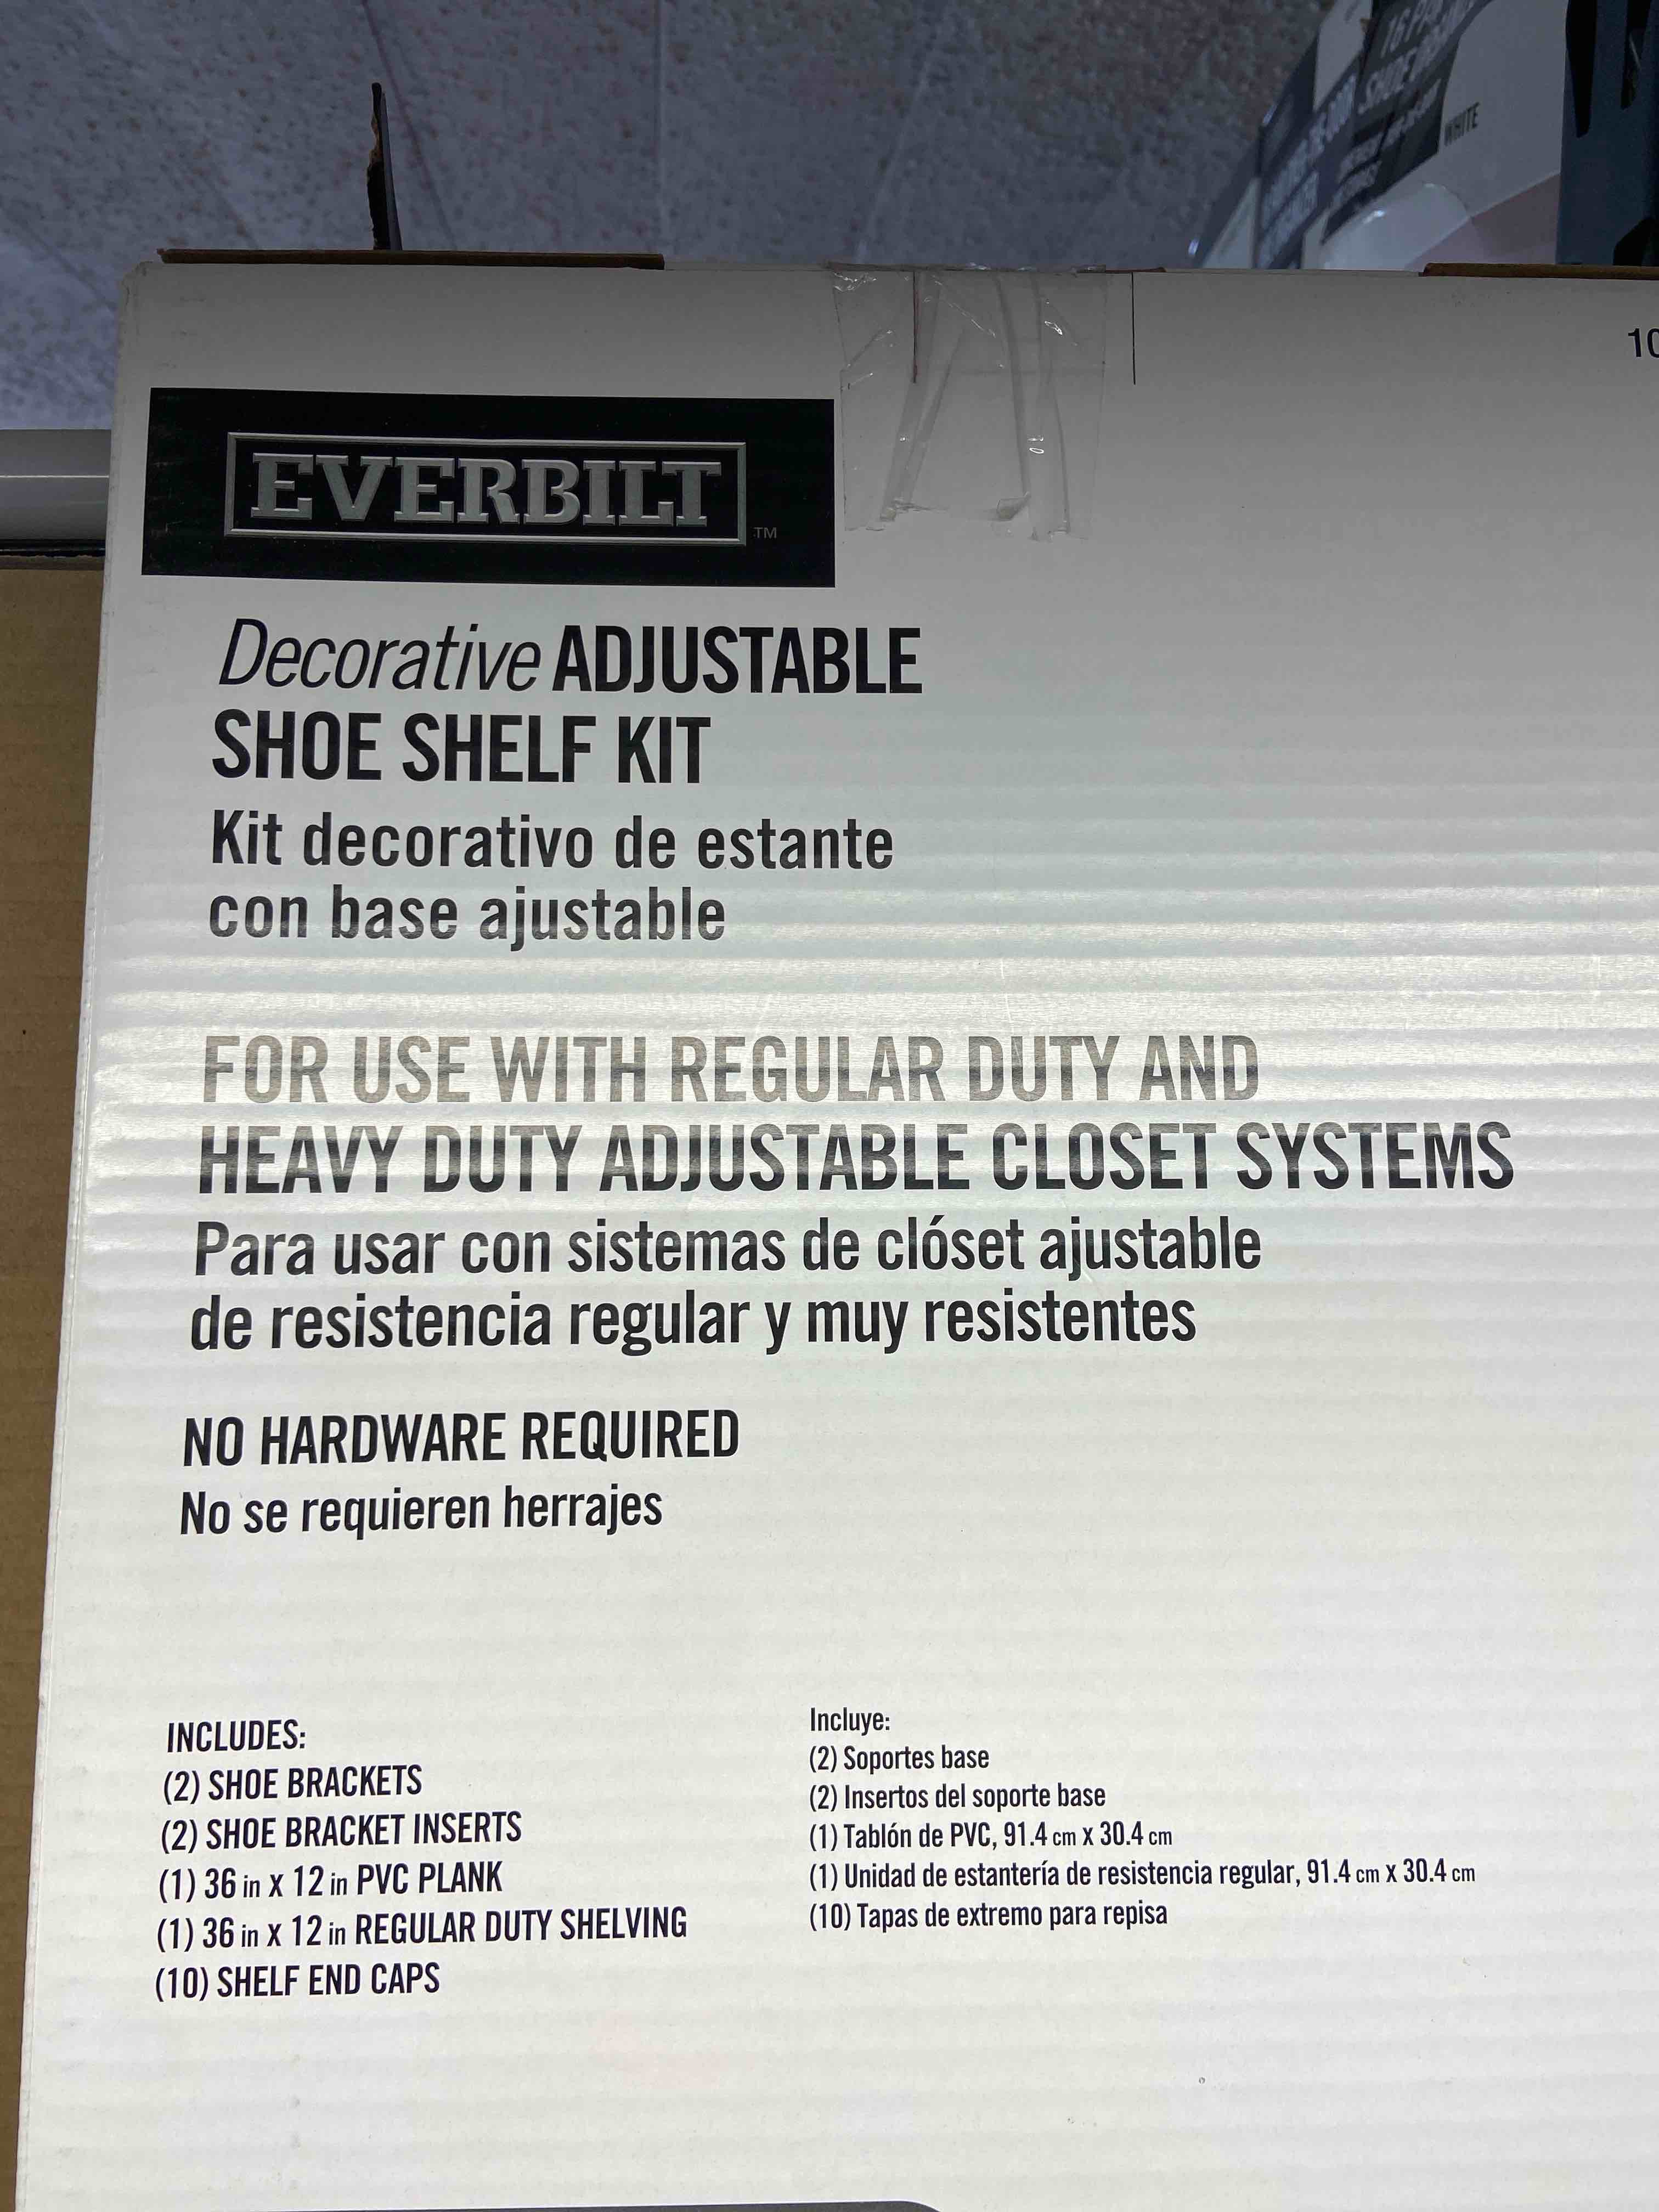 WHITE
10
EVERBILT
TM
Decorative ADJUSTABLE
SHOE SHELF KIT
Kit decorativo de estante
con base ajustable
FOR USE WITH REGULAR DUTY AND
HEAVY DUTY ADJUSTABLE CLOSET SYSTEMS
Para usar con sistemas de clóset ajustable
de resistencia regular y muy resistentes
NO HARDWARE REQUIRED
No se requieren herrajes
INCLUDES:
(2) SHOE BRACKETS
(2) SHOE BRACKET INSERTS
(1) 36 in X 12 in PVC PLANK
(1) 36 in X 12 in REGULAR DUTY SHELVING
(10) SHELF END CAPS
Incluye:
(2) Soportes base
(2) Insertos del soporte base
(1) Tablón de PVC, 91.4 cm X 30.4 cm
(1) Unidad de estantería de resistencia regular, 91.4 cm X 30.4 cm
(10) Tapas de extremo para repisa